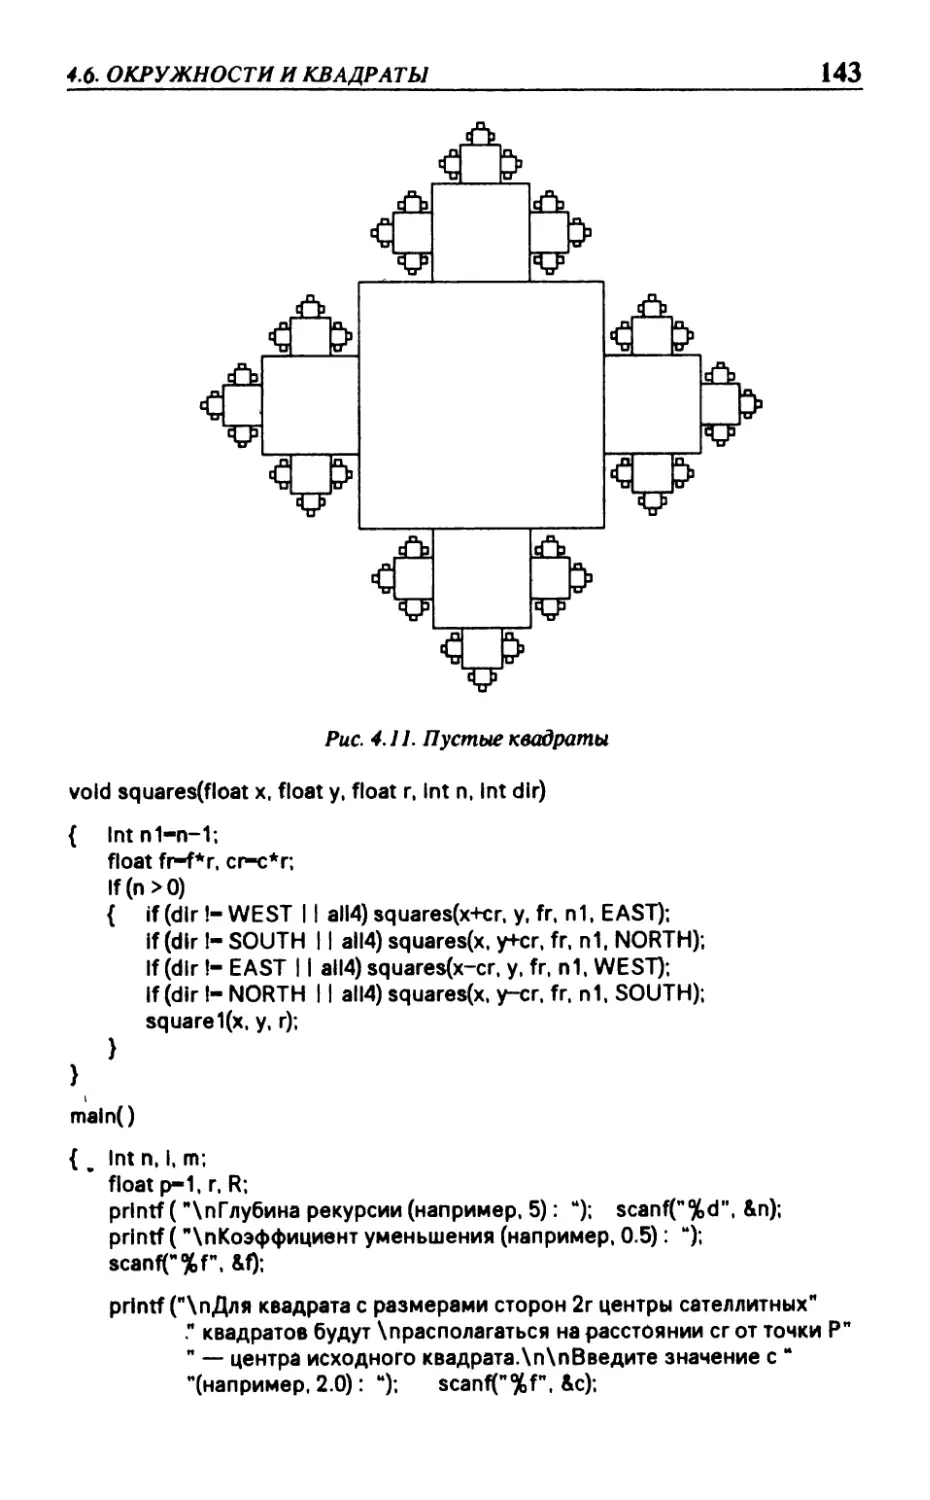 4.6. ОКРУЖНОСТИ И КВАДРАТЫ 143
Рис. 4.11. Пустые квадраты
void squares(float x, float y, float r, int n, int dir)
{ int n1=n-1;
float fr=f*r, cr=c*r;
if (n > 0)
{ if (dir != WEST || all4) squares(x+cr, y, fr, n1, EAST);
if (dir != SOUTH || all4) squares(x, y+cr, fr, n1, NORTH);
if (dir != EAST || all4) squares(x-cr, y, fr, n1, WEST);
if (dir != NORTH || all4) squares(x, y-cr, fr, n1, SOUTH);
square1(x, y, r);
}
}
main()
{ int n, i, m;
float p=1, r, R;
printf ( "\nГлубина рекурсии (например, 5) : "); scanf("%d", &n);
printf ( "\nКоэффициент уменьшения (например, 0.5) : ");
scanf("%f", &f);
printf ("\nДля квадрата с размерами сторон 2r центры сателлитных"
" квадратов будут \nрасполагаться на расстоянии cr от точки P"
" — центра исходного квадрата.\n\nВведите значение c "
"(например, 2.0) : "); scanf("%f", &c);